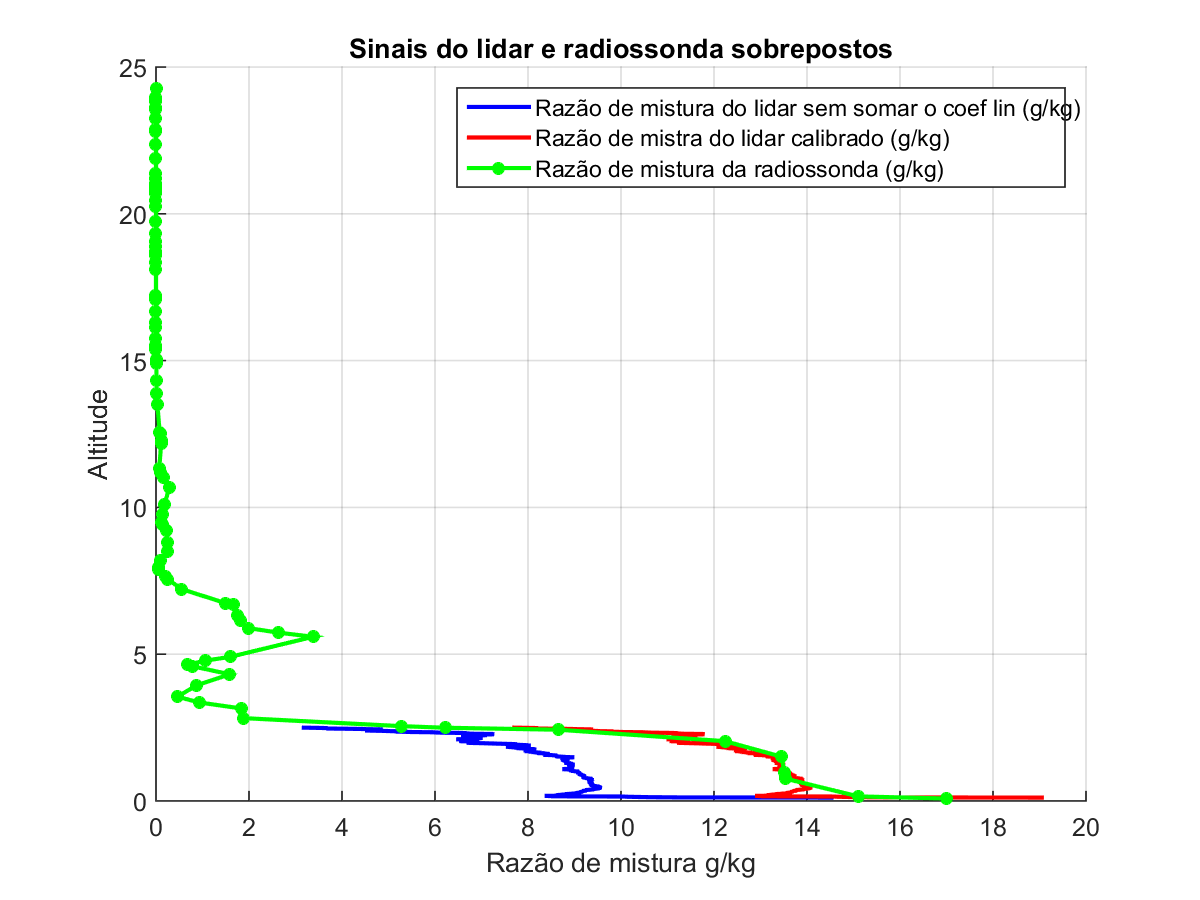 Sinais do lidar e radiossonda sobrepostos
25
Razão de mistura do lidar sem somar o coef lin (g/kg)
Razão de mistra do lidar calibrado (g/kg)
Razão de mistura da radiossonda (g/kg)
20
15
Altitude
10
5
0
0 2 4 6 8 10 12 14 16 18 20
Razão de mistura g/kg